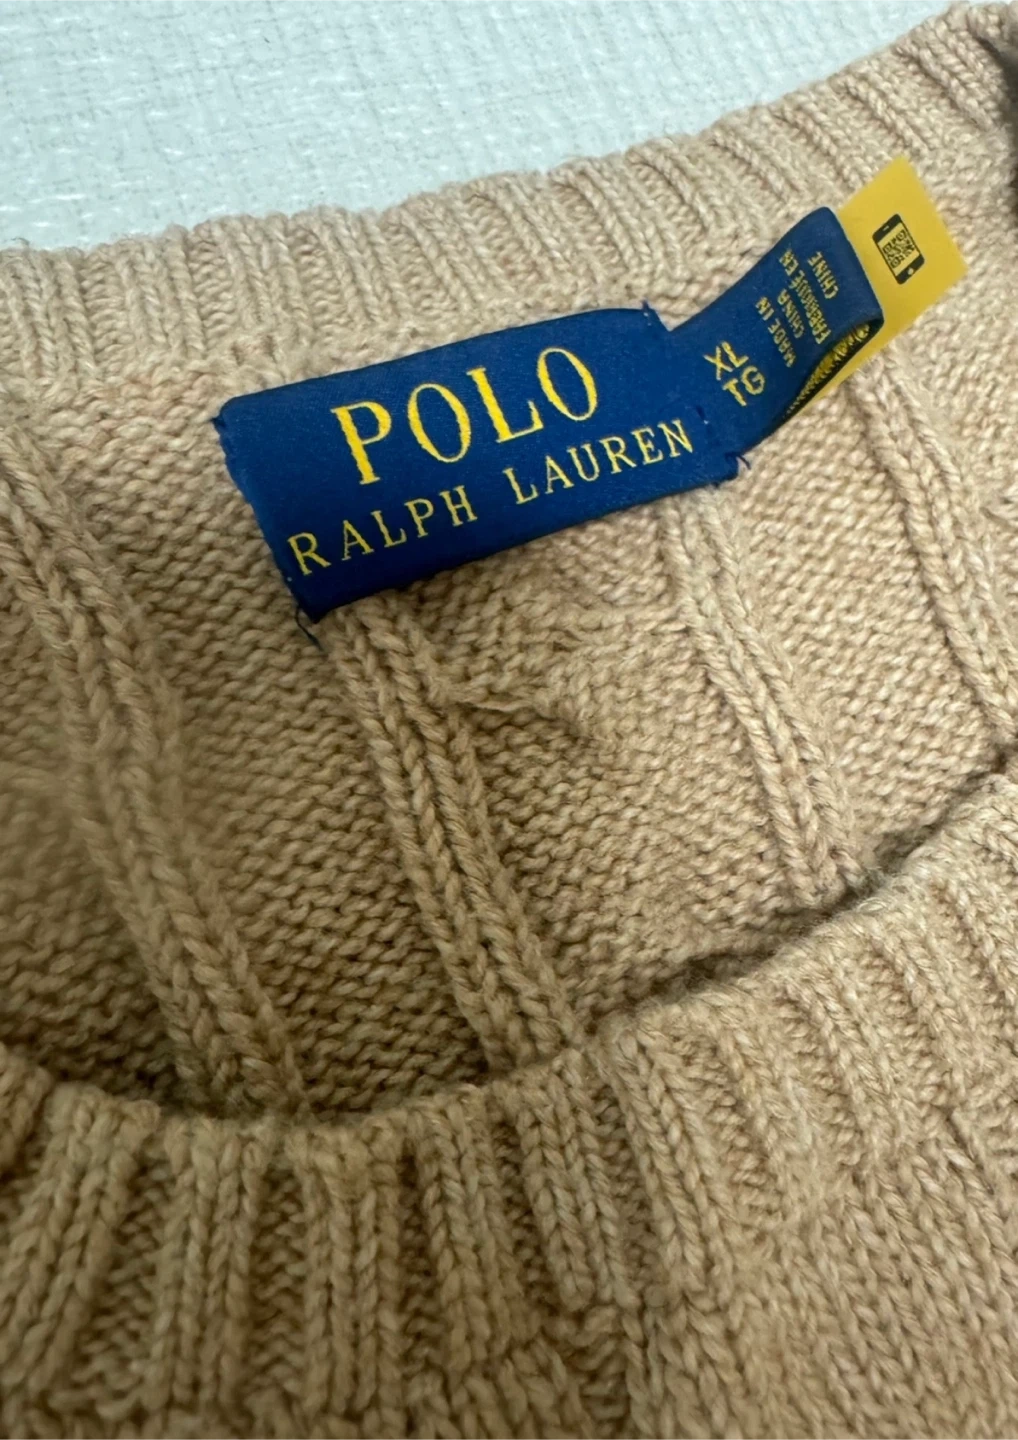 POLO
RALPH LAUREN
XL
TG
MADE IN
CHINA
FABRIQUÉ EN
CHINE